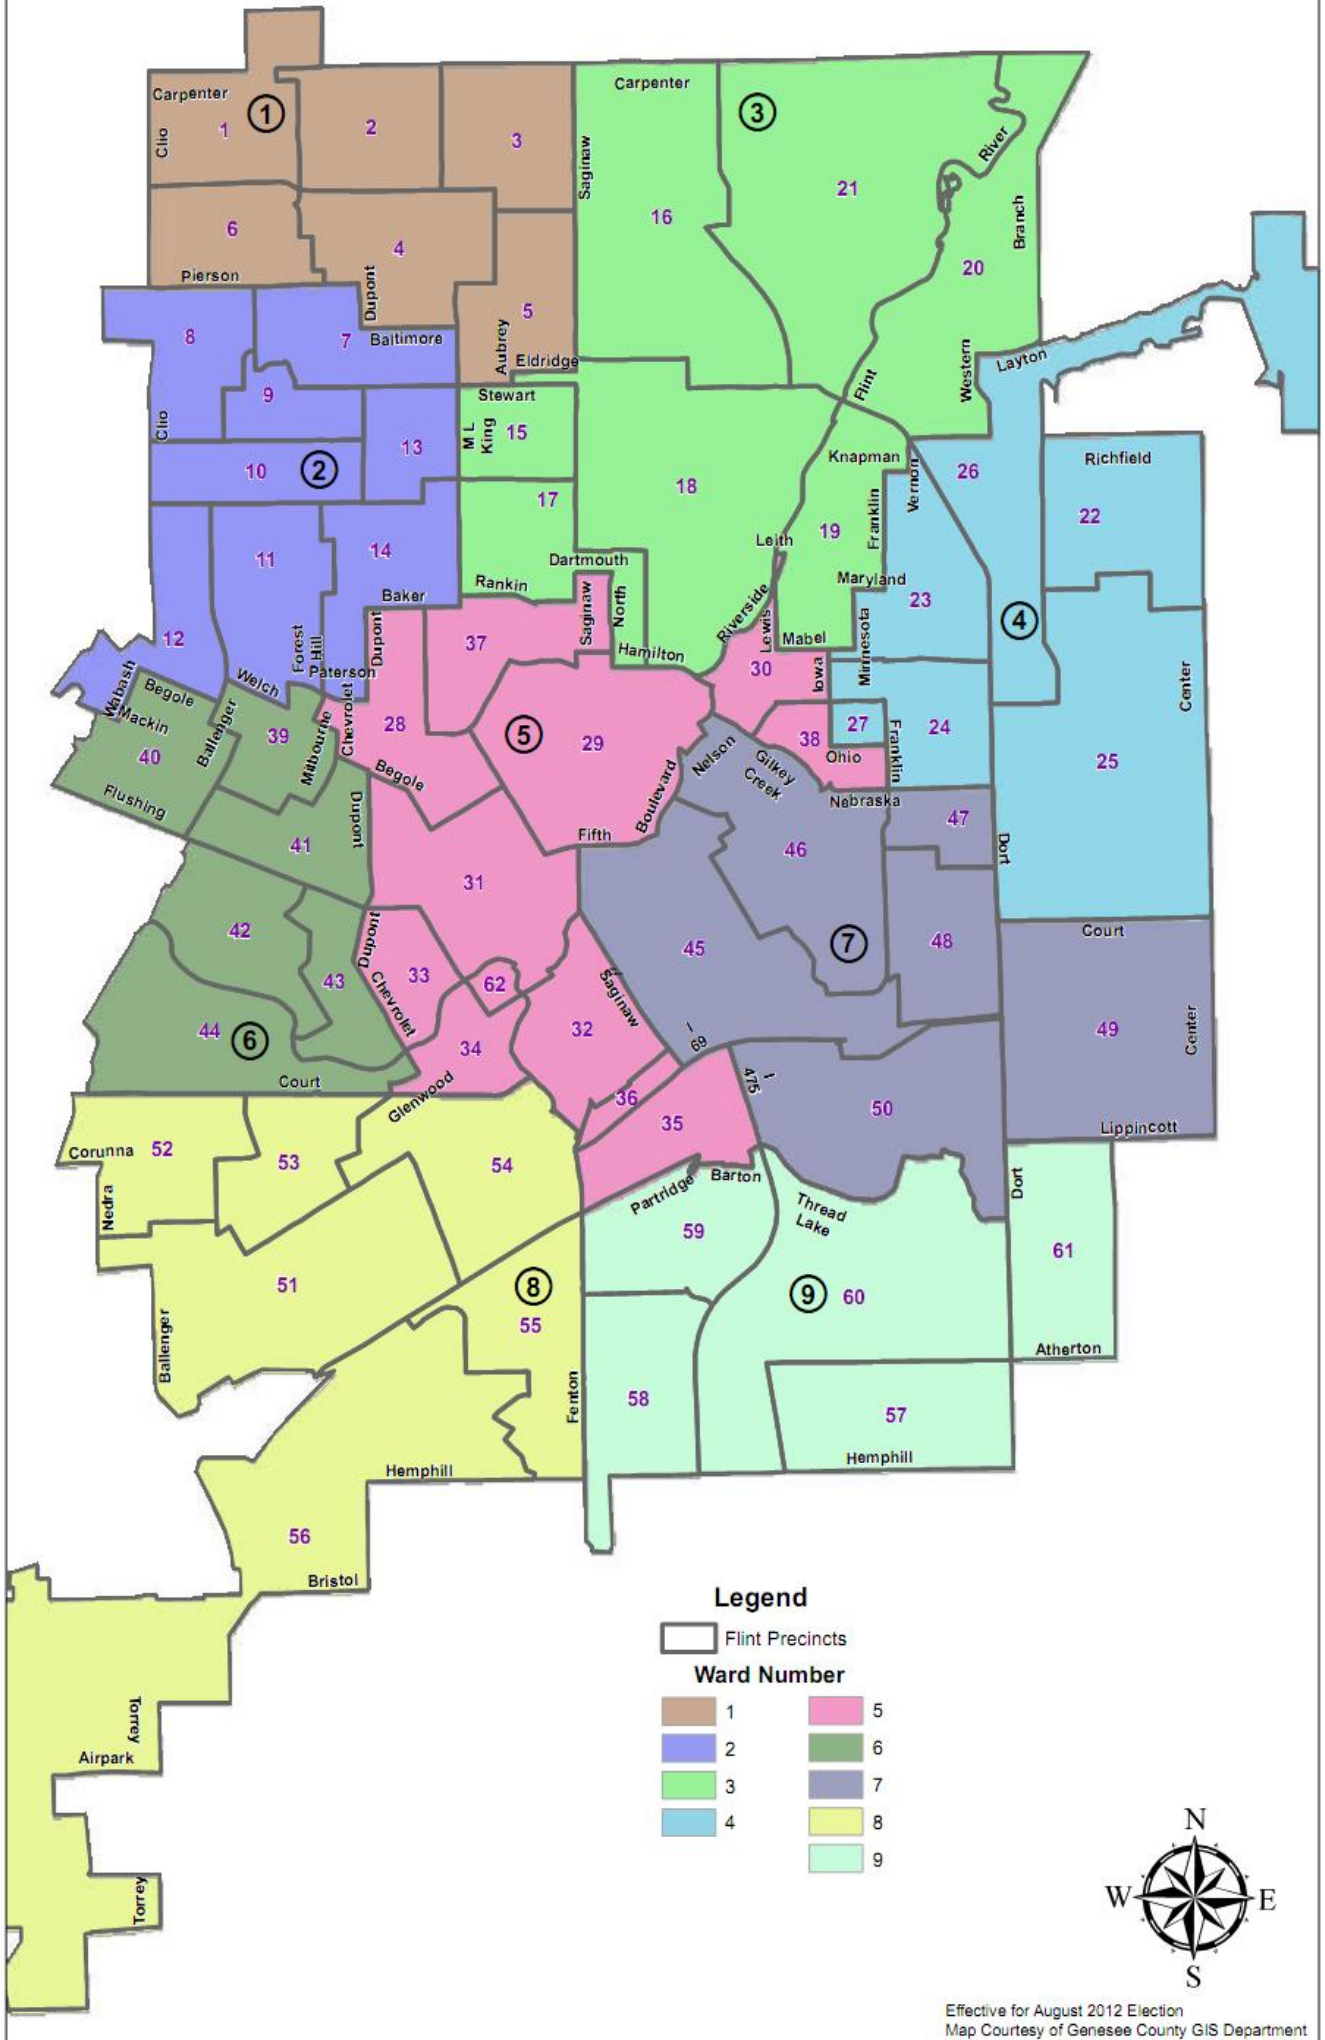 Carpenter
1
1
Clio
2
3
Saginaw
Carpenter
3
16
21
River
Branch
20
6
4
Pierson
Dupont
5
Aubrey
Eldridge
8
7
Baltimore
9
Clio
10
2
13
Stewart
M L
King
15
17
18
Flint
Western
Layton
Knapman
Vernon
26
Richfield
22
Franklin
19
Leith
Maryland
23
4
Center
11
14
Baker
12
Rankin
Dartmouth
Saginaw
North
Hamilton
Riverside
Lewis
Mabel
Minnesota
Iowa
30
Forest
Hill
Paterson
Dupont
37
Wabash
Begole
Mackin
Welch
Ballenger
Milbourne
Chevrolet
39
40
28
5
29
Nelson
38
27
Ohio
Franklin
24
25
Gilkey
Creek
Nebraska
Flushing
Begole
Dupont
Boulevard
Fifth
41
31
46
47
Dort
42
43
Dupont
Chevrolet
33
62
Saginaw
45
7
48
Court
44
6
34
32
I
69
49
Center
Court
Glenwood
36
35
I
475
50
Lippincott
Corunna
52
53
54
Nedra
Partridge
Barton
Thread
Lake
Dort
59
61
51
8
55
9
60
Ballenger
Atherton
Fenton
58
57
Hemphill
Hemphill
56
Bristol
Torrey
Airpark
Torrey
Legend
Flint Precincts
Ward Number
1
5
2
6
3
7
4
8
9
N
W
E
S
Effective for August 2012 Election
Map Courtesy of Genesee County GIS Department